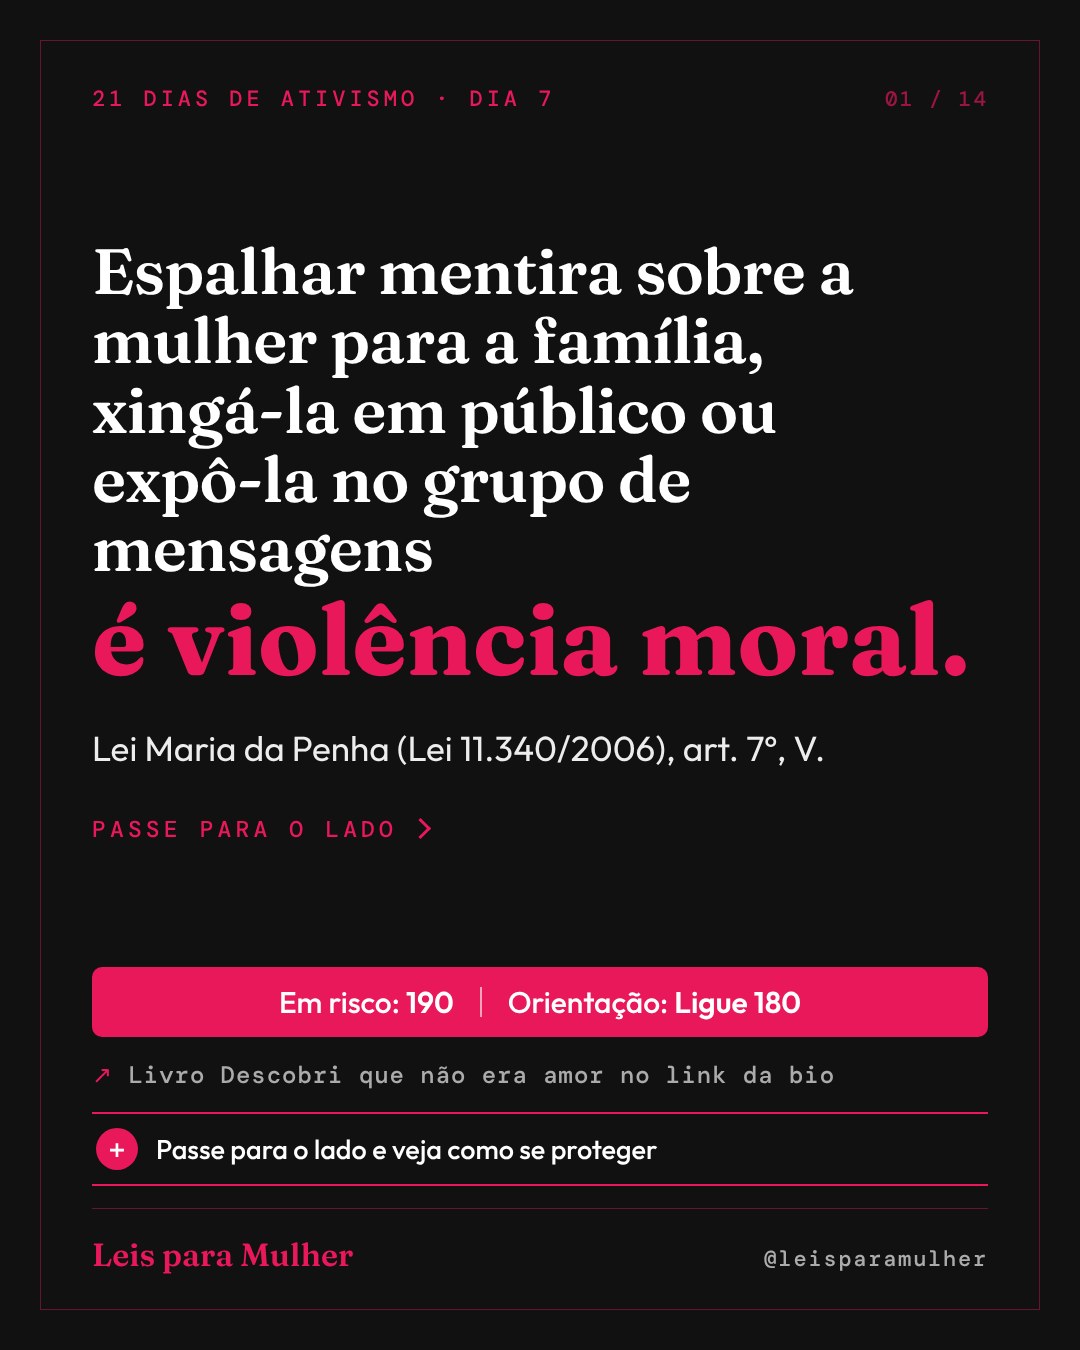 21 DIAS DE ATIVISMO · DIA 7
01 / 14
Espalhar mentira sobre a
mulher para a família,
xingá-la em público ou
expô-la no grupo de
mensagens
é violência moral.
Lei Maria da Penha (Lei 11.340/2006), art. 7º, V.
PASSE PARA O LADO >
Em risco: 190 | Orientação: Ligue 180
↗ Livro Descobri que não era amor no link da bio
+ Passe para o lado e veja como se proteger
Leis para Mulher
@leisparamulher